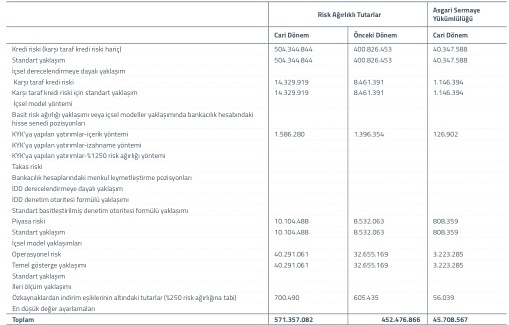 Risk Ağırlıklı Tutarlar Asgari Sermaye Yükümlülüğü
Cari Dönem Önceki Dönem Cari Dönem
Kredi riski (karşı taraf kredi riski hariç) 504.344.844 400.826.453 40.347.588
Standart yaklaşım 504.344.844 400.826.453 40.347.588
İçsel derecelendirmeye dayalı yaklaşım
Karşı taraf kredi riski 14.329.919 8.461.391 1.146.394
Karşı taraf kredi riski için standart yaklaşım 14.329.919 8.461.391 1.146.394
İçsel model yöntemi
Basit risk ağırlığı yaklaşımı veya içsel modeller yaklaşımında bankacılık hesabındaki
hisse senedi pozisyonları
KYK'ya yapılan yatırımlar-içerik yöntemi 1.586.280 1.396.354 126.902
KYK'ya yapılan yatırımlar-izahname yöntemi
KYK'ya yapılan yatırımlar-%1250 risk ağırlığı yöntemi
Takas riski
Bankacılık hesaplarındaki menkul kıymetleştirme pozisyonları
İDD derecelendirmeye dayalı yaklaşım
İDD denetim otoritesi formülü yaklaşımı
Standart basitleştirilmiş denetim otoritesi formülü yaklaşımı
Piyasa riski 10.104.488 8.532.063 808.359
Standart yaklaşım 10.104.488 8.532.063 808.359
İçsel model yaklaşımları
Operasyonel risk 40.291.061 32.655.169 3.223.285
Temel gösterge yaklaşımı 40.291.061 32.655.169 3.223.285
Standart yaklaşım
İleri ölçüm yaklaşımı
Özkaynaklardan indirim eşiklerinin altındaki tutarlar (%250 risk ağırlığına tabi) 700.490 605.435 56.039
En düşük değer ayarlamaları
Toplam 571.357.082 452.476.866 45.708.567